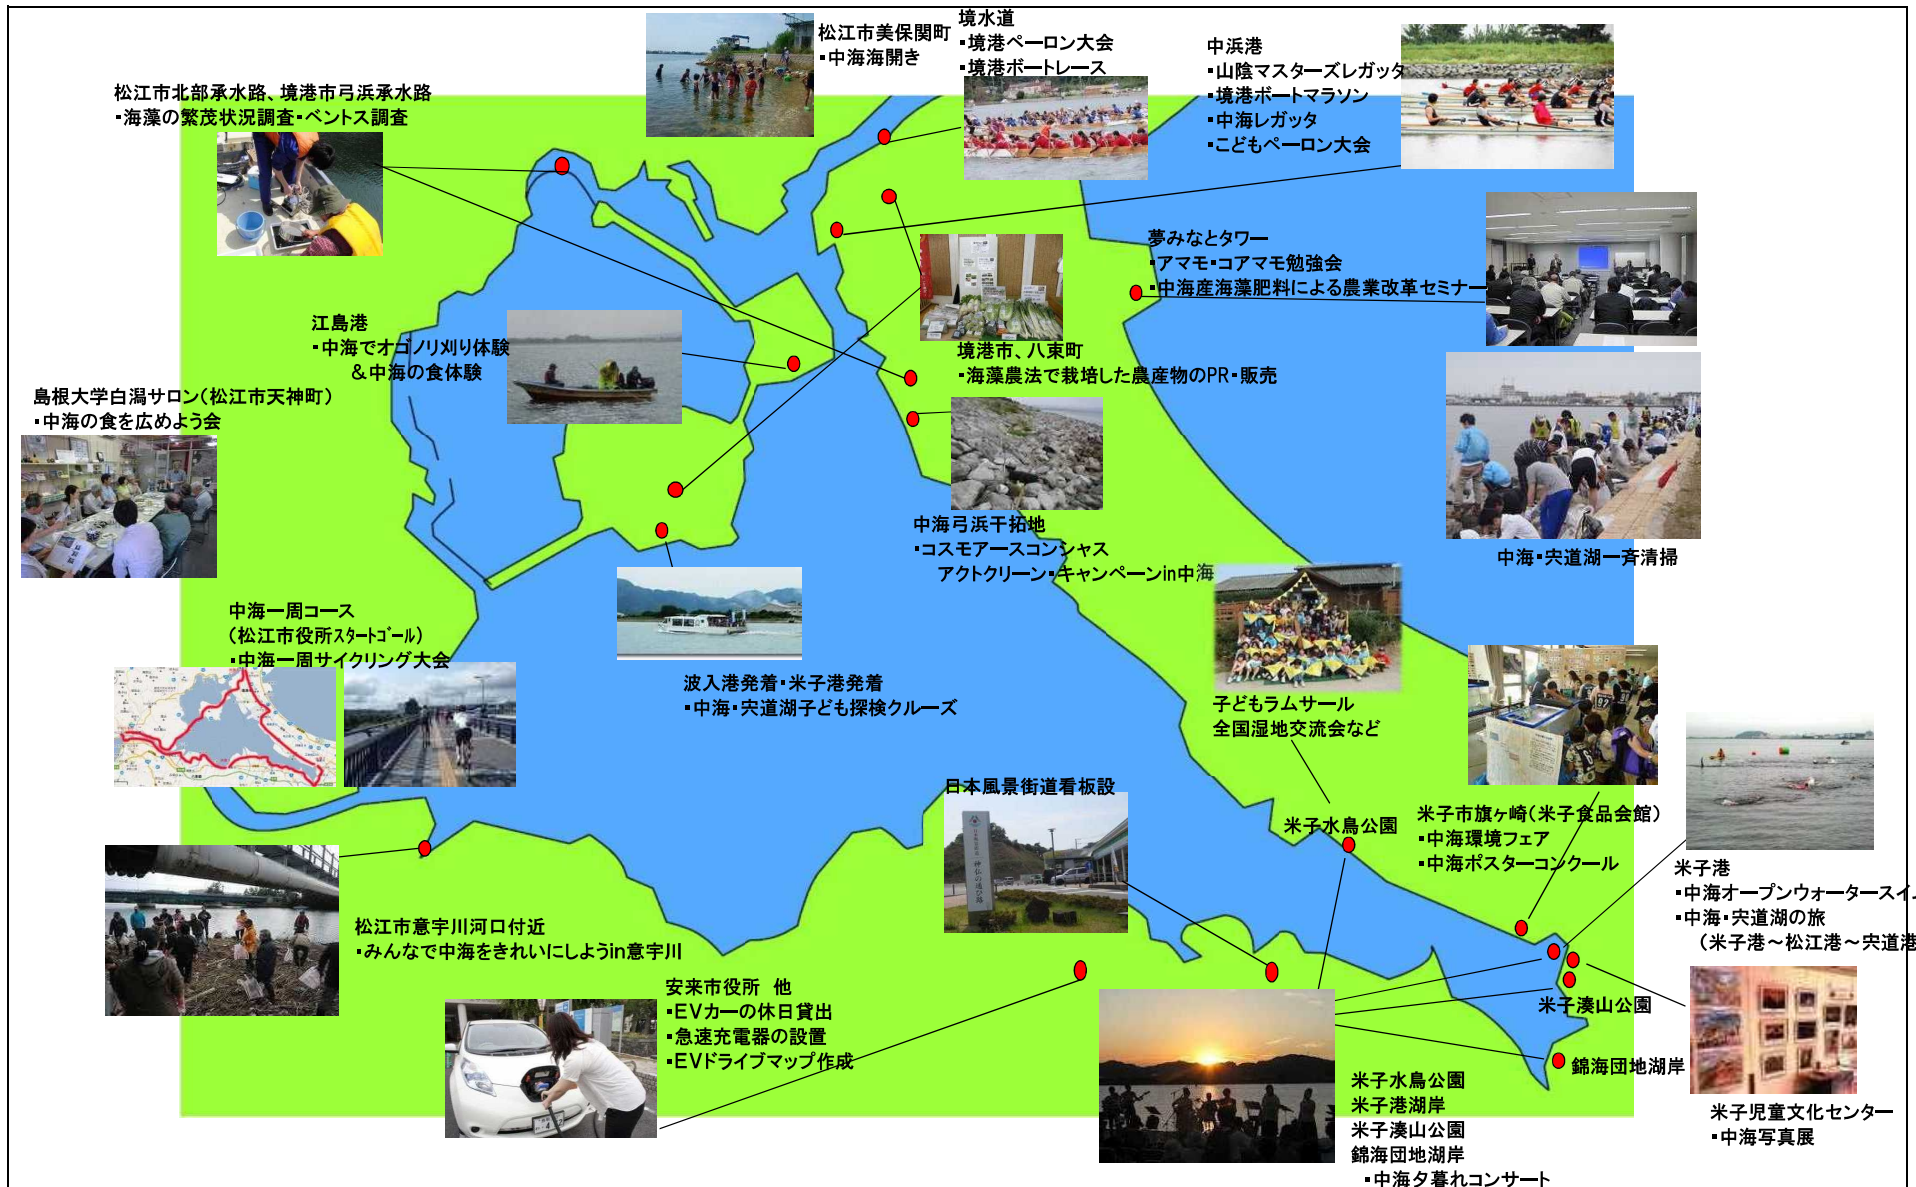 松江市美保関町
・中海海開き
境水道
・境港ペーロン大会
・境港ボートレース
中浜港
・山陰マスターズレガッタ
・境港ボートマラソン
・中海レガッタ
・こどもペーロン大会
松江市北部承水路、境港市弓浜承水路
・海藻の繁茂状況調査・ベントス調査
夢みなとタワー
・アマモ・コアマモ勉強会
・中海産海藻肥料による農業改革セミナー
江島港
・中海でオゴノリ刈り体験
＆中海の食体験
境港市、八束町
・海藻農法で栽培した農産物のPR・販売
島根大学白潟サロン（松江市天神町）
・中海の食を広めよう会
中海弓浜干拓地
・コスモアースコンシャス
アクトクリーン・キャンペーンin中海
中海・宍道湖一斉清掃
中海一周コース
（松江市役所スタートゴール）
・中海一周サイクリング大会
波入港発着・米子港発着
・中海・宍道湖子ども探検クルーズ
子どもラムサール
全国湿地交流会など
日本風景街道看板設
神仏の通び路
米子水鳥公園
米子市旗ヶ崎（米子食品会館）
・中海環境フェア
・中海ポスターコンクール
米子港
・中海オープンウォータースイム
・中海・宍道湖の旅
（米子港～松江港～宍道港
松江市意宇川河口付近
・みんなで中海をきれいにしようin意宇川
安来市役所 他
・EVカーの休日貸出
・急速充電器の設置
・EVドライブマップ作成
米子湊山公園
錦海団地湖岸
米子水鳥公園
米子港湖岸
米子湊山公園
錦海団地湖岸
・中海夕暮れコンサート
米子児童文化センター
・中海写真展